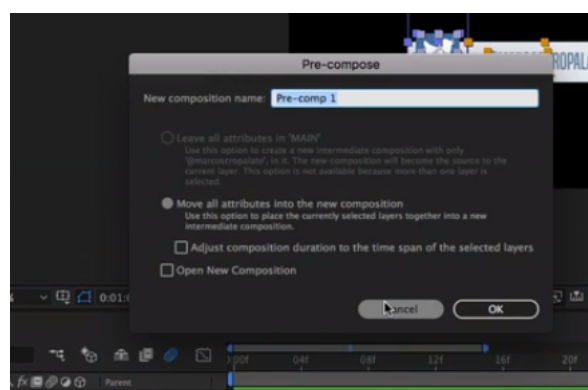 Pre-compose
ROPALA
New composition name: Pre-comp 1
Leave all attributes in 'MAIN'
Use this option to create a new intermediate composition with only
'@marcocropalato', in it. The new composition will become the source to the
current layer. This option is not available because more than one layer is
selected.
Move all attributes into the new composition
Use this option to place the currently selected layers together into a new
intermediate composition.
Adjust composition duration to the time span of the selected layers
Open New Composition
0:01:
Cancel OK
00f 04f 08f 12f 16f 20f
fx Parent